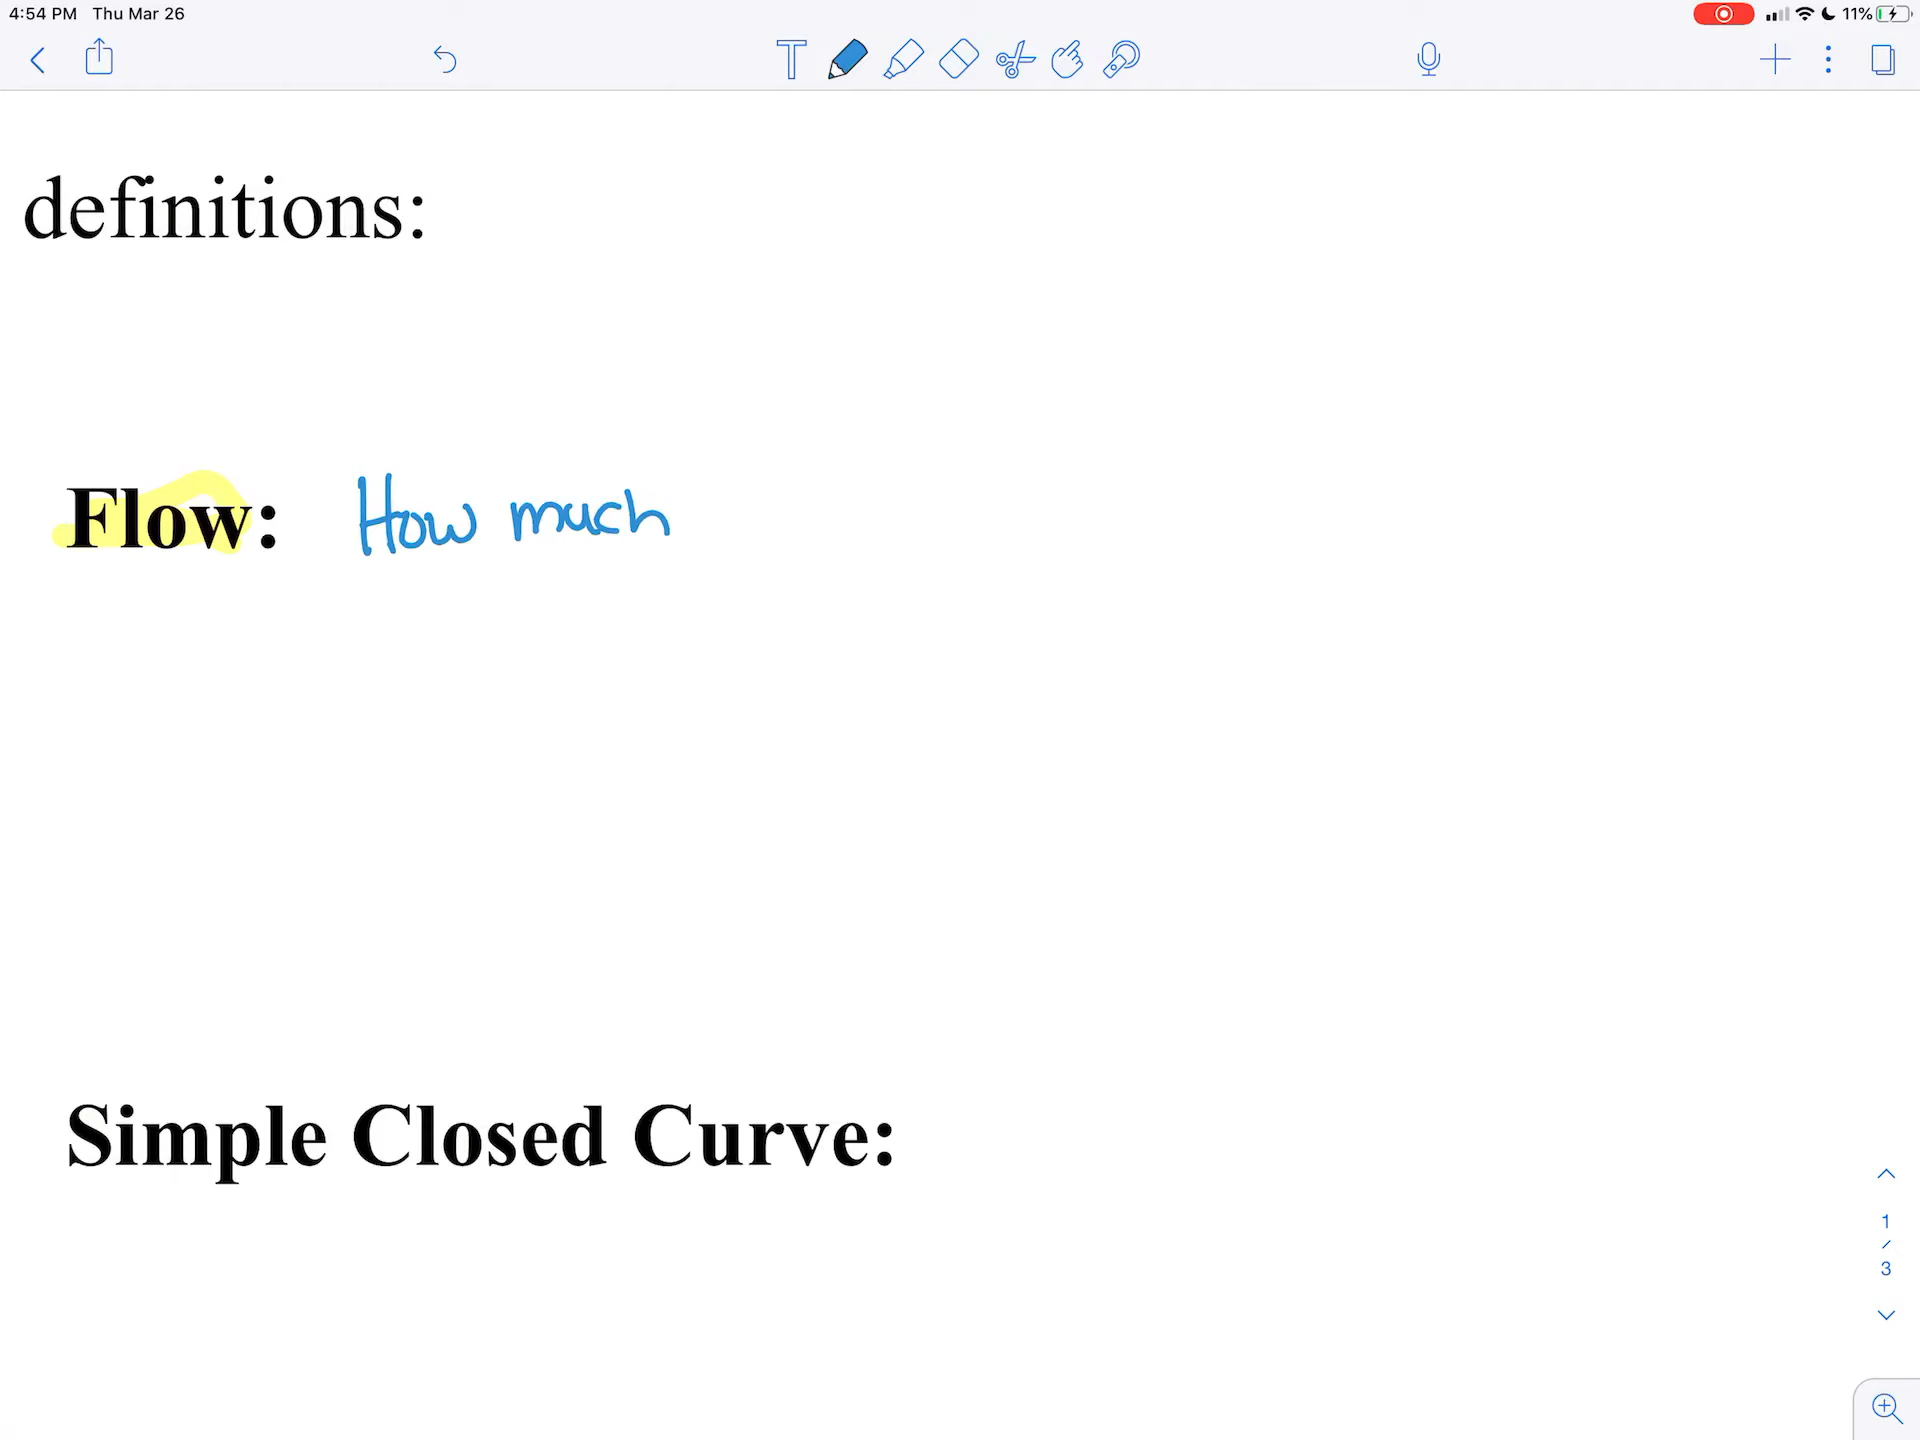 4:54 PM Thu Mar 26 11%
definitions:
Flow: How much
Simple Closed Curve:
1
/
3